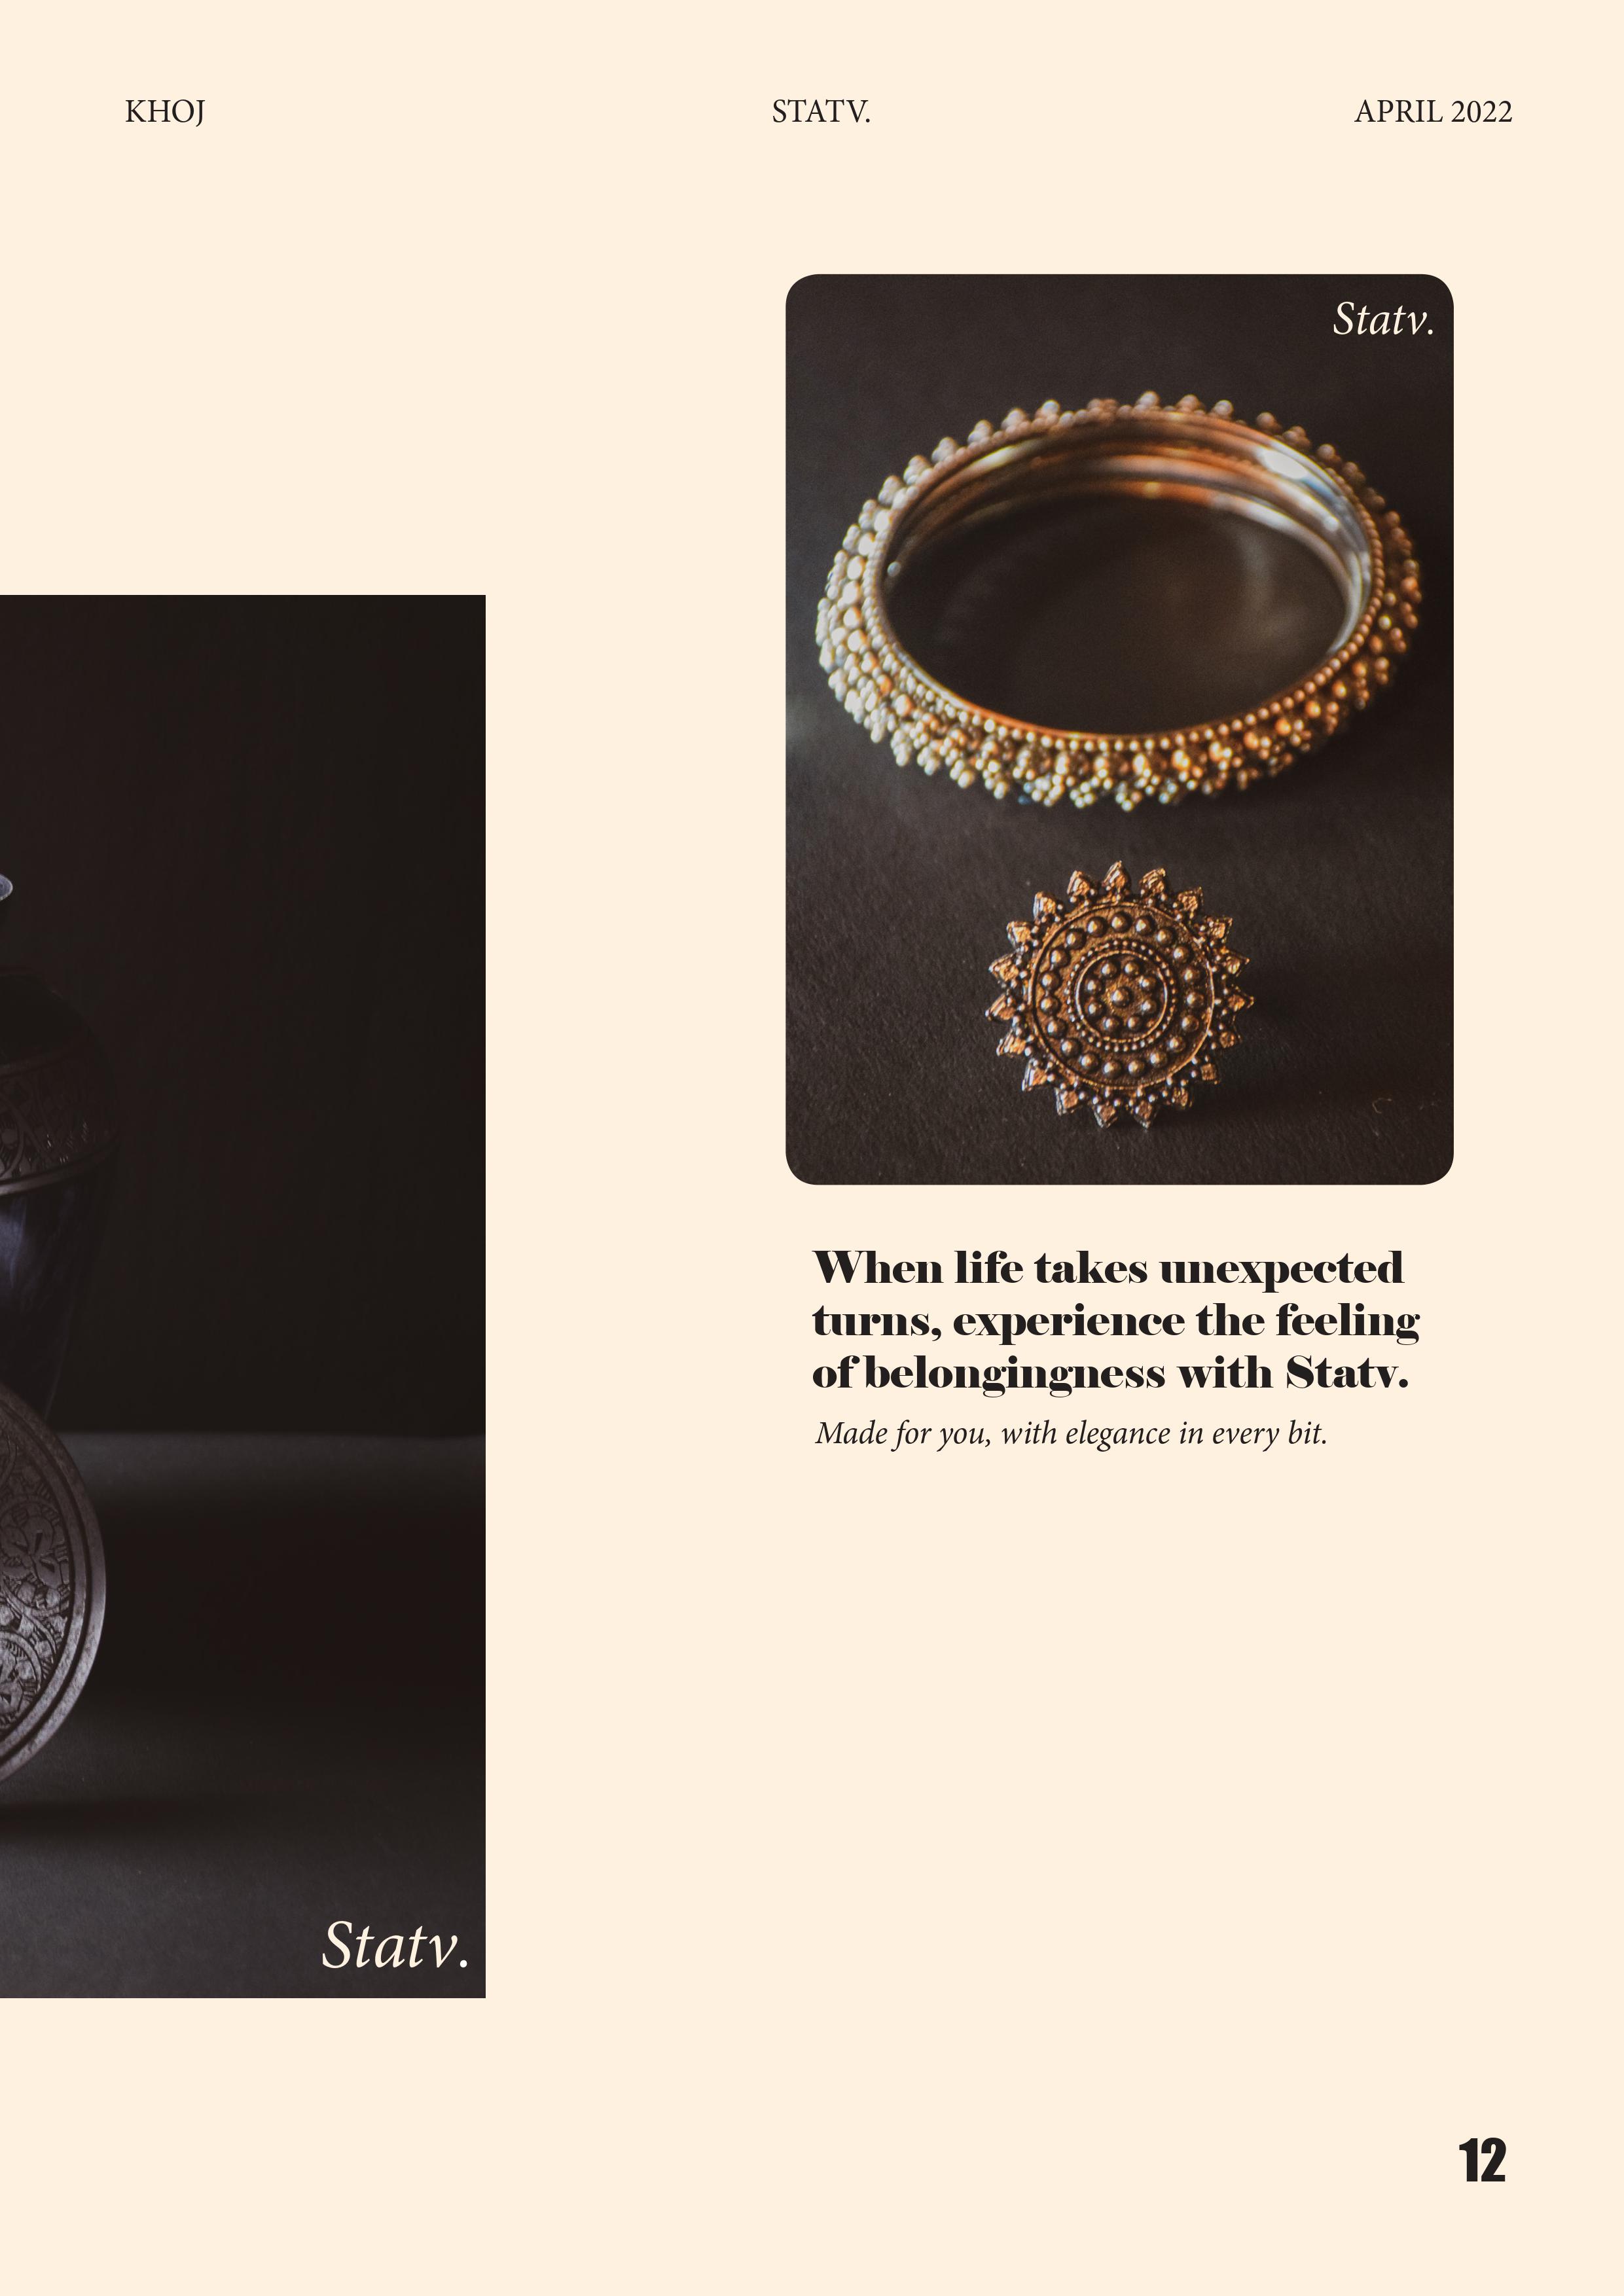 KHOJ
STATV.
APRIL 2022
Statv.
When life takes unexpected
turns, experience the feeling
of belongingness with Statv.
Made for you, with elegance in every bit.
Statv.
12